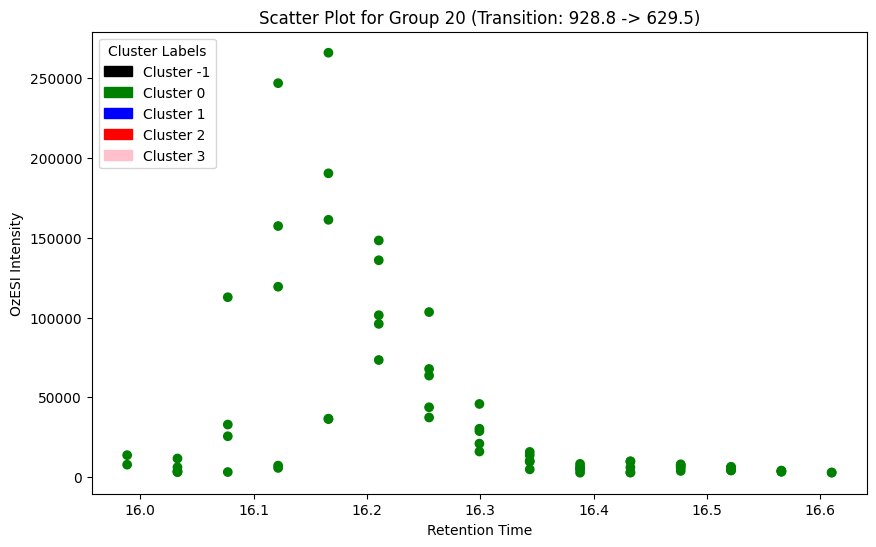 Scatter Plot for Group 20 (Transition: 928.8 -> 629.5)
Cluster Labels
Cluster -1
Cluster 0
Cluster 1
Cluster 2
Cluster 3
250000
200000
150000
100000
50000
0
OzESI Intensity
16.0 16.1 16.2 16.3 16.4 16.5 16.6
Retention Time